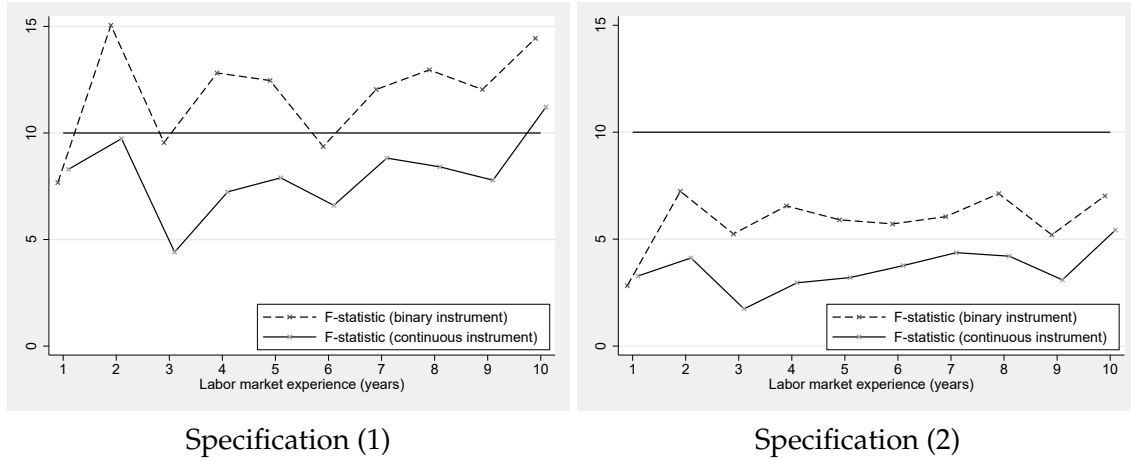 15
10
5
0
F-statistic (binary instrument)
F-statistic (continuous instrument)
1 2 3 4 5 6 7 8 9 10
Labor market experience (years)
Specification (1)
15
10
5
0
F-statistic (binary instrument)
F-statistic (continuous instrument)
1 2 3 4 5 6 7 8 9 10
Labor market experience (years)
Specification (2)